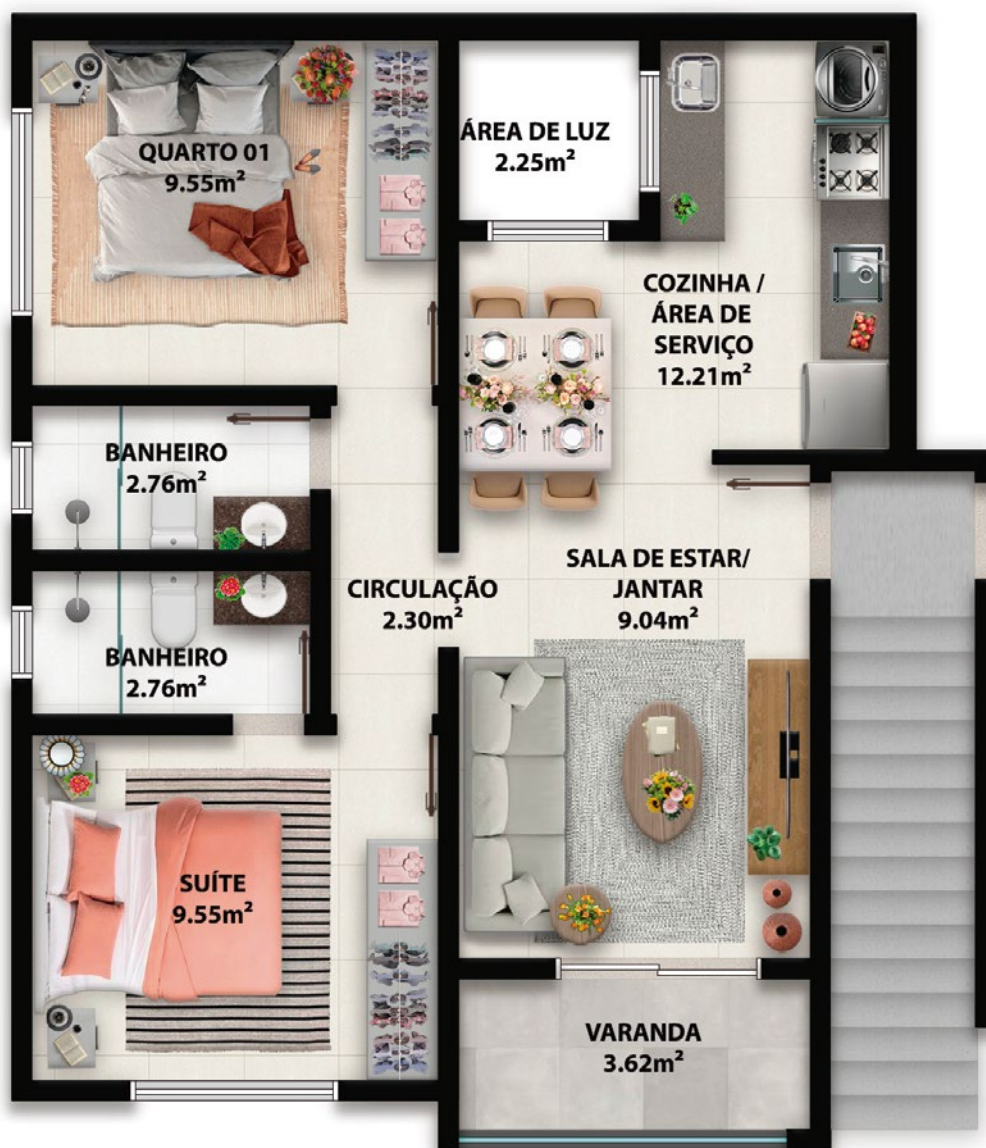 QUARTO 01
9.55m²
ÁREA DE LUZ
2.25m²
COZINHA /
ÁREA DE
SERVIÇO
12.21m²
BANHEIRO
2.76m²
CIRCULAÇÃO
2.30m²
SALA DE ESTAR/
JANTAR
9.04m²
BANHEIRO
2.76m²
SUÍTE
9.55m²
VARANDA
3.62m²